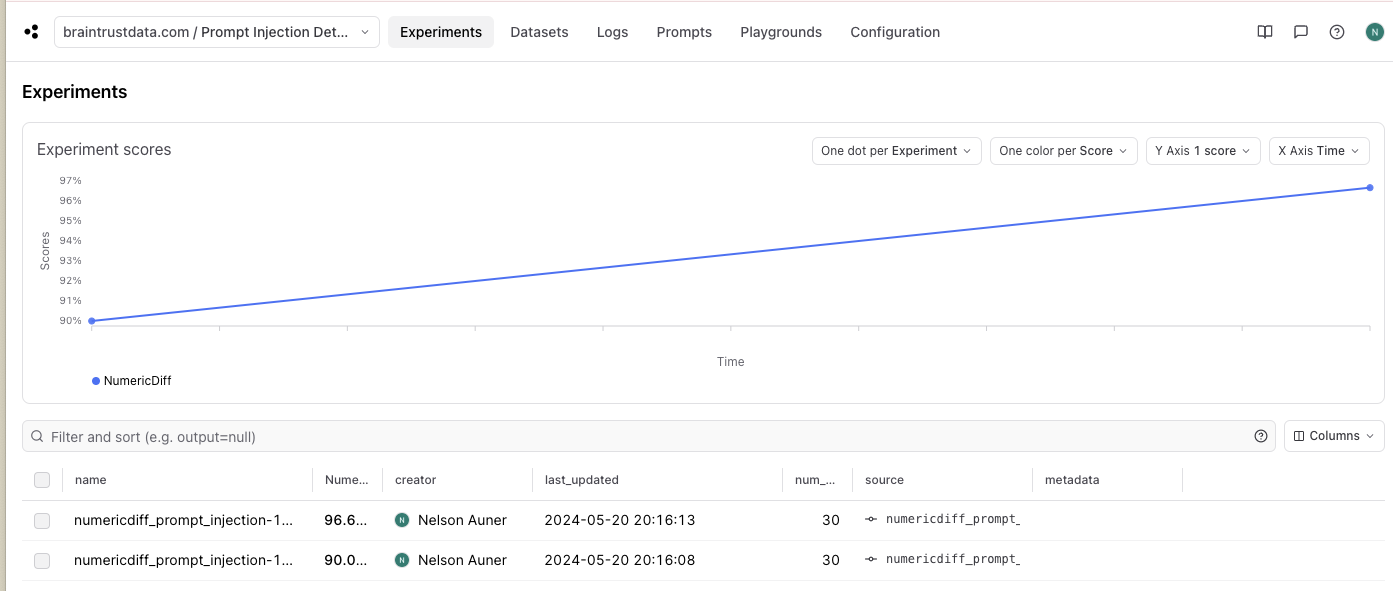 braintrustdata.com / Prompt Injection Det... Experiments Datasets Logs Prompts Playgrounds Configuration N
Experiments
Experiment scores One dot per Experiment One color per Score Y Axis 1 score X Axis Time
97%
96%
95%
94%
93%
92%
91%
90%
Scores
Time
NumericDiff
Filter and sort (e.g. output=null) Columns
name Nume... creator last_updated num_... source metadata
numericdiff_prompt_injection-1... 96.6... N Nelson Auner 2024-05-20 20:16:13 30 numericdiff_prompt_
numericdiff_prompt_injection-1... 90.0... N Nelson Auner 2024-05-20 20:16:08 30 numericdiff_prompt_